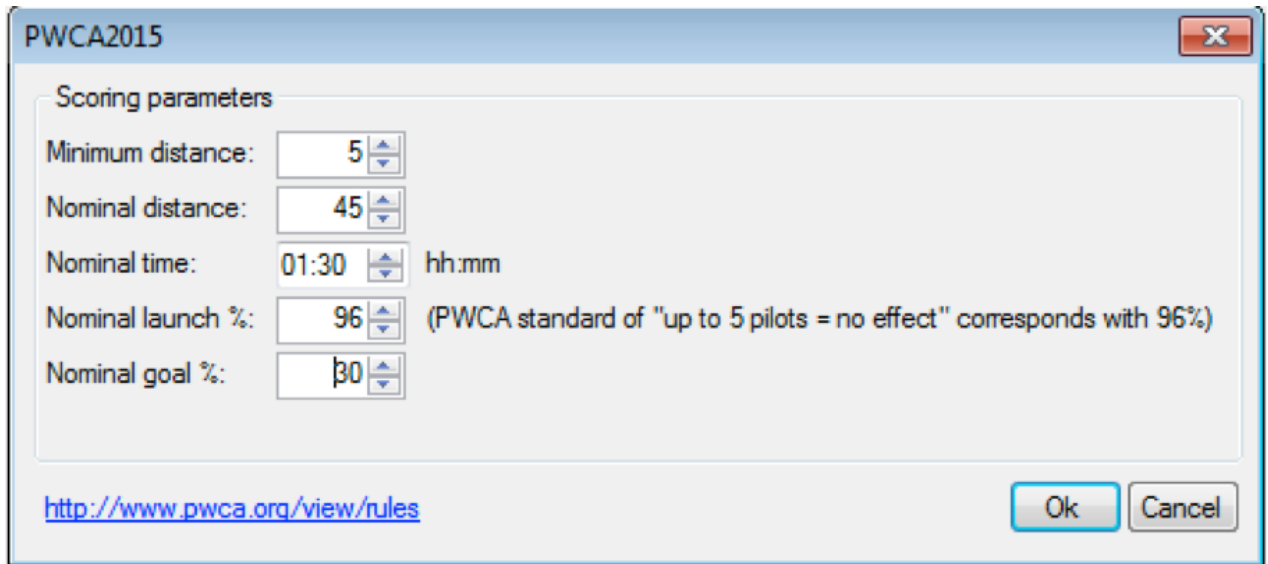 PWCA2015
Scoring parameters
Minimum distance: 5
Nominal distance: 45
Nominal time: 01:30 hh:mm
Nominal launch %: 96 (PWCA standard of "up to 5 pilots = no effect" corresponds with 96%)
Nominal goal %: 30
http://www.pwca.org/view/rules Ok Cancel